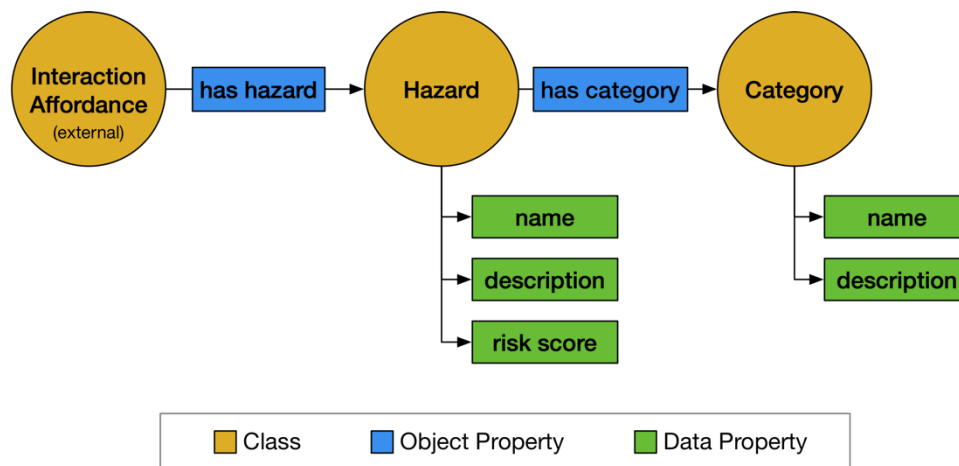 Interaction
Affordance
(external)
has hazard
Hazard
has category
Category
name
description
risk score
name
description
Class
Object Property
Data Property